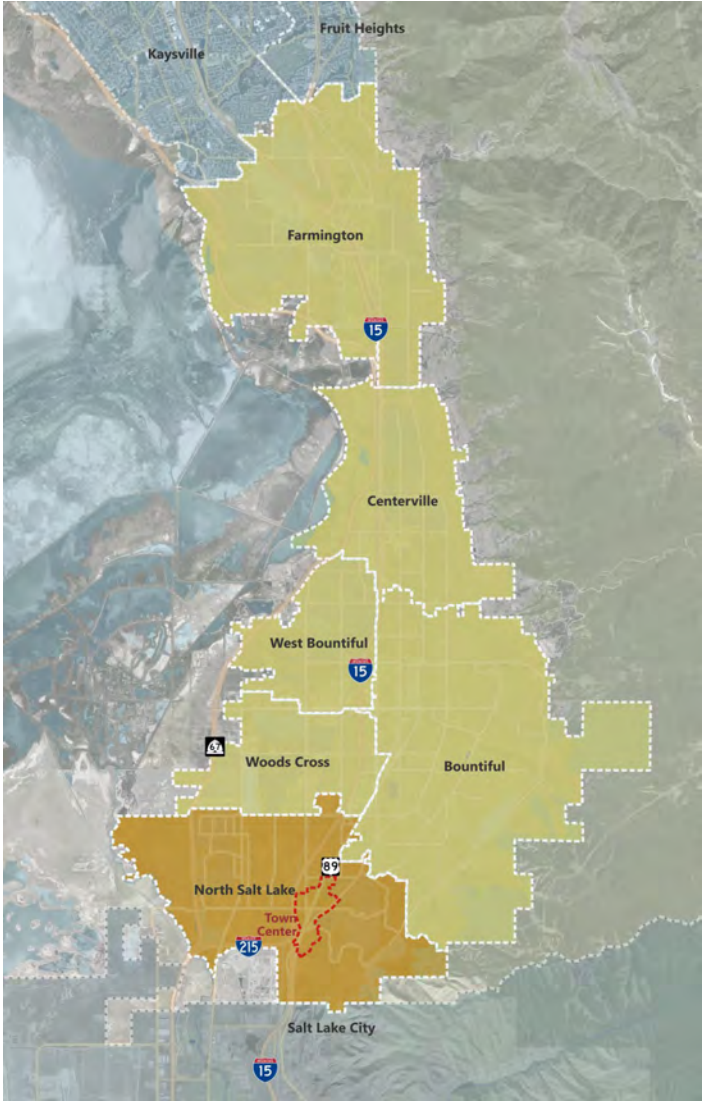 Fruit Heights
Kaysville
Farmington
15
Centerville
West Bountiful
15
67
Woods Cross
Bountiful
89
North Salt Lake
Town
Center
215
Salt Lake City
15